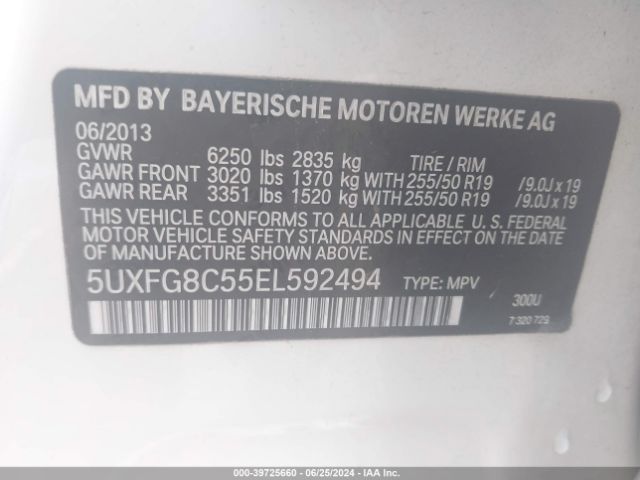 MFD BY BAYERISCHE MOTOREN WERKE AG
06/2013
GVWR 6250 lbs 2835 kg TIRE / RIM
GAWR FRONT 3020 lbs 1370 kg WITH 255/50 R19 / 9.0J x 19
GAWR REAR 3351 lbs 1520 kg WITH 255/50 R19 / 9.0J x 19
THIS VEHICLE CONFORMS TO ALL APPLICABLE U. S. FEDERAL
MOTOR VEHICLE SAFETY STANDARDS IN EFFECT ON THE DATE
OF MANUFACTURE SHOWN ABOVE.
5UXFG8C55EL592494 TYPE: MPV
300U
7 320 729
000-39725660 - 06/25/2024 - IAA Inc.